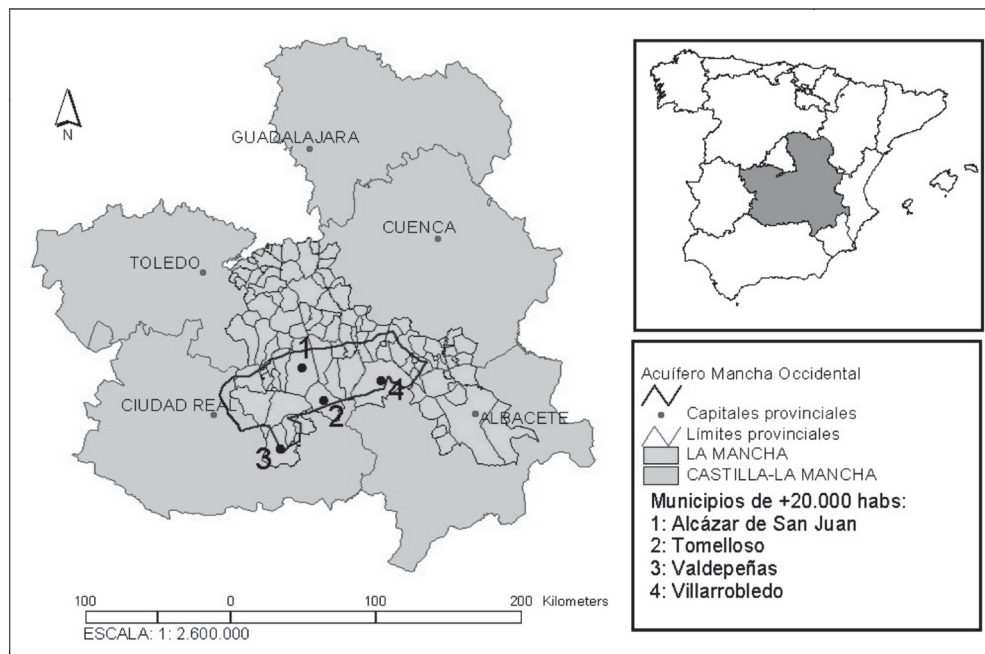 N
GUADALAJARA
CUENCA
TOLEDO
1
4
CIUDAD REAL
2
ALBACETE
3
100 0 100 200 Kilometers
ESCALA: 1: 2.600.000
Acuífero Mancha Occidental
Capitales provinciales
Límites provinciales
LA MANCHA
CASTILLA-LA MANCHA
Municipios de +20.000 habs:
1: Alcázar de San Juan
2: Tomelloso
3: Valdepeñas
4: Villarrobledo